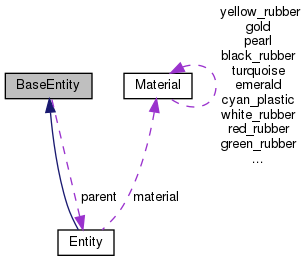 yellow_rubber
gold
pearl
black_rubber
turquoise
emerald
cyan_plastic
white_rubber
red_rubber
green_rubber
...
BaseEntity
Material
parent
material
Entity